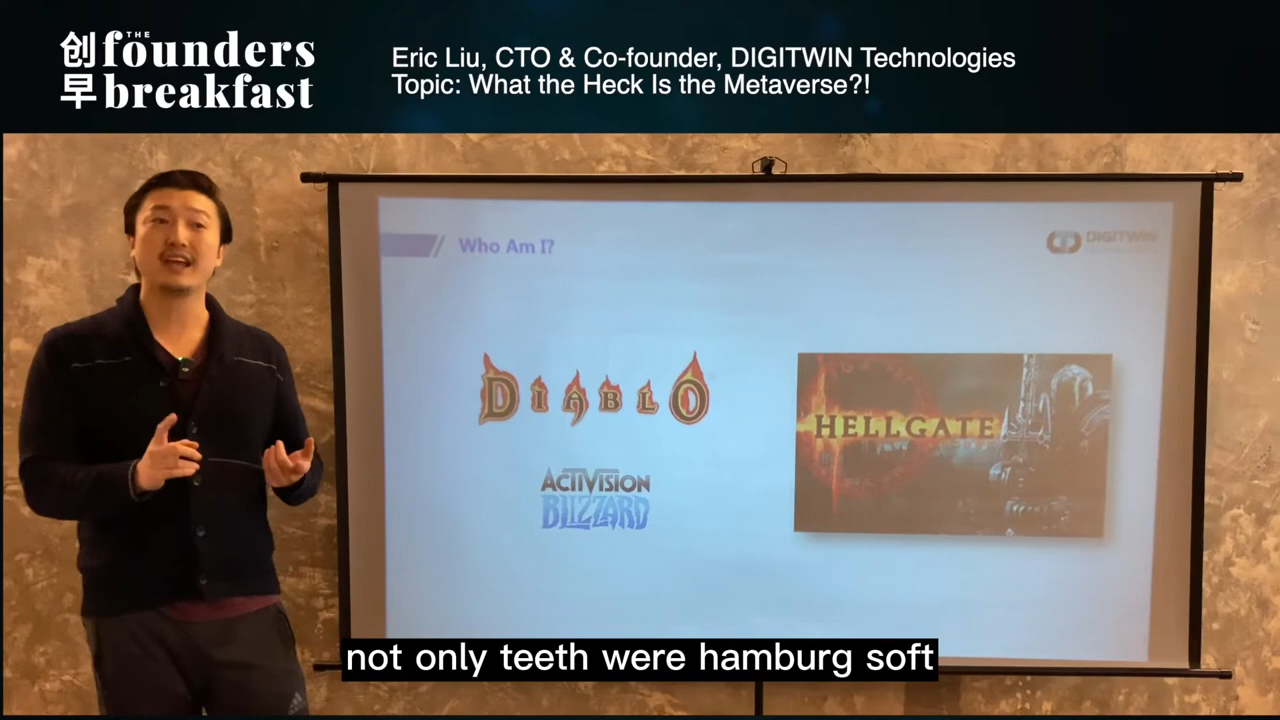 创 THE founders
早 breakfast
Eric Liu, CTO & Co-founder, DIGITWIN Technologies
Topic: What the Heck Is the Metaverse?!
Who Am I?
DIGITWIN
DIABLO
HELLGATE
ACTIVISION
BLIZZARD
not only teeth were hamburg soft